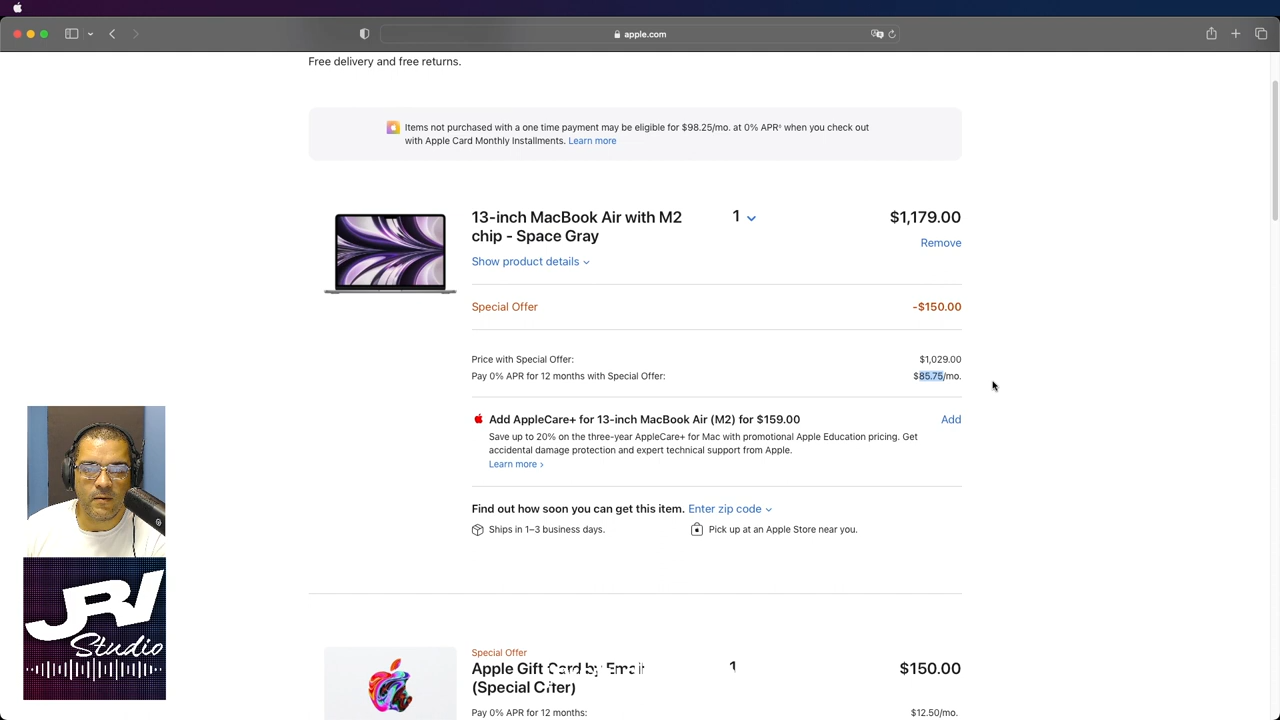 apple.com
Free delivery and free returns.
Items not purchased with a one time payment may be eligible for $98.25/mo. at 0% APR◊ when you check out
with Apple Card Monthly Installments. Learn more
13-inch MacBook Air with M2
chip - Space Gray
1
$1,179.00
Remove
Show product details
Special Offer
-$150.00
Price with Special Offer:
$1,029.00
Pay 0% APR for 12 months with Special Offer:
$85.75/mo.
Add AppleCare+ for 13-inch MacBook Air (M2) for $159.00
Add
Save up to 20% on the three-year AppleCare+ for Mac with promotional Apple Education pricing. Get
accidental damage protection and expert technical support from Apple.
Learn more ›
Find out how soon you can get this item. Enter zip code
Ships in 1–3 business days.
Pick up at an Apple Store near you.
JRV
Studio
Special Offer
Apple Gift Card by Email
(Special Offer)
1
$150.00
Pay 0% APR for 12 months:
$12.50/mo.